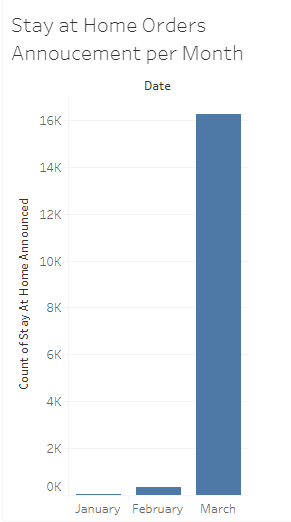 Stay at Home Orders
Annoucement per Month
Date
Count of Stay At Home Announced
16K
14K
12K
10K
8K
6K
4K
2K
0K
January February March